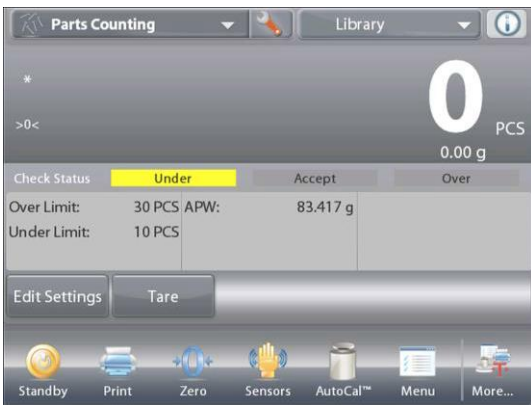 Parts Counting
Library
*
>0<
0
PCS
0.00 g
Check Status Under Accept Over
Over Limit: 30 PCS APW: 83.417 g
Under Limit: 10 PCS
Edit Settings Tare
Standby Print Zero Sensors AutoCal™ Menu More...